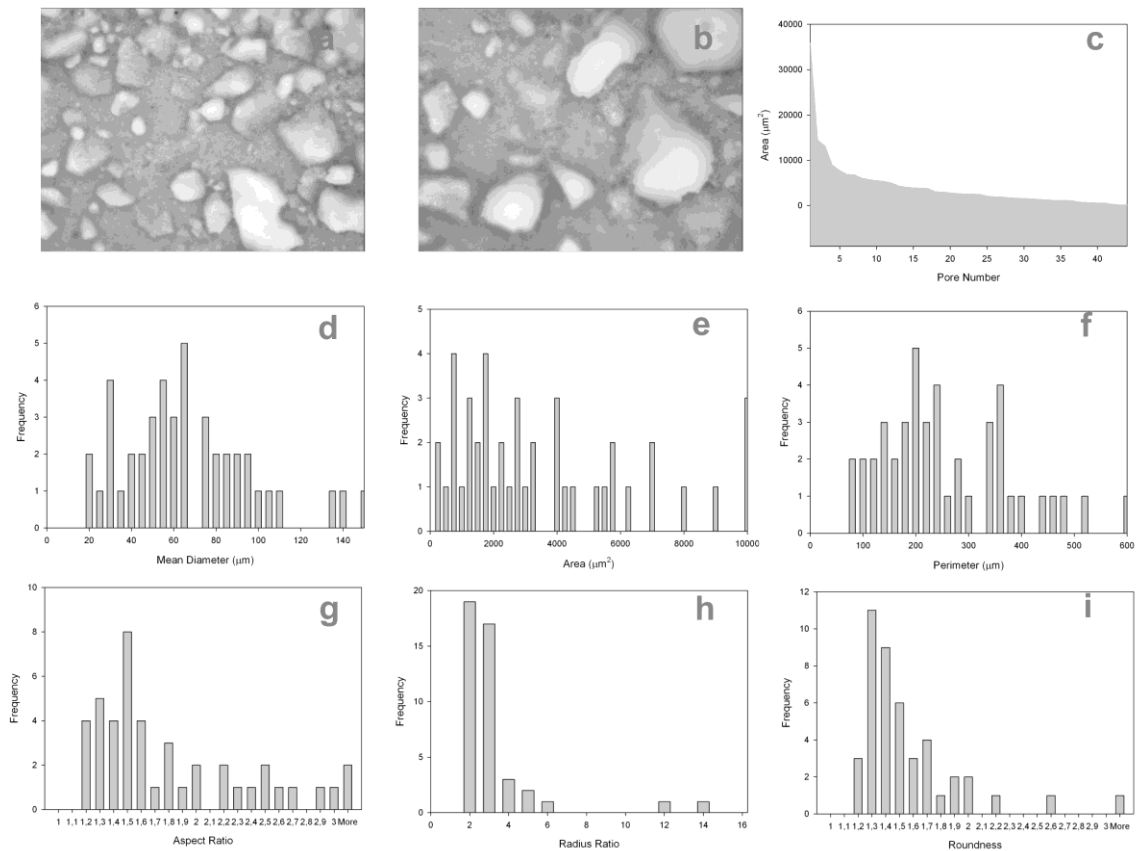 a
b
c
40000
30000
20000
10000
0
Area (µm²)
5 10 15 20 25 30 35 40
Pore Number
d
6
5
4
3
2
1
0
Frequency
0 20 40 60 80 100 120 140
Mean Diameter (µm)
e
5
4
3
2
1
0
Frequency
0 2000 4000 6000 8000 10000
Area (µm²)
f
6
5
4
3
2
1
0
Frequency
0 100 200 300 400 500 600
Perimeter (µm)
g
10
8
6
4
2
0
Frequency
1 1,1 1,2 1,3 1,4 1,5 1,6 1,7 1,8 1,9 2 2,1 2,2 2,3 2,4 2,5 2,6 2,7 2,8 2,9 3 More
Aspect Ratio
h
20
15
10
5
0
Frequency
0 2 4 6 8 10 12 14 16
Radius Ratio
i
12
10
8
6
4
2
0
Frequency
1 1,1 1,2 1,3 1,4 1,5 1,6 1,7 1,8 1,9 2 2,1 2,2 2,3 2,4 2,5 2,6 2,7 2,8 2,9 3 More
Roundness